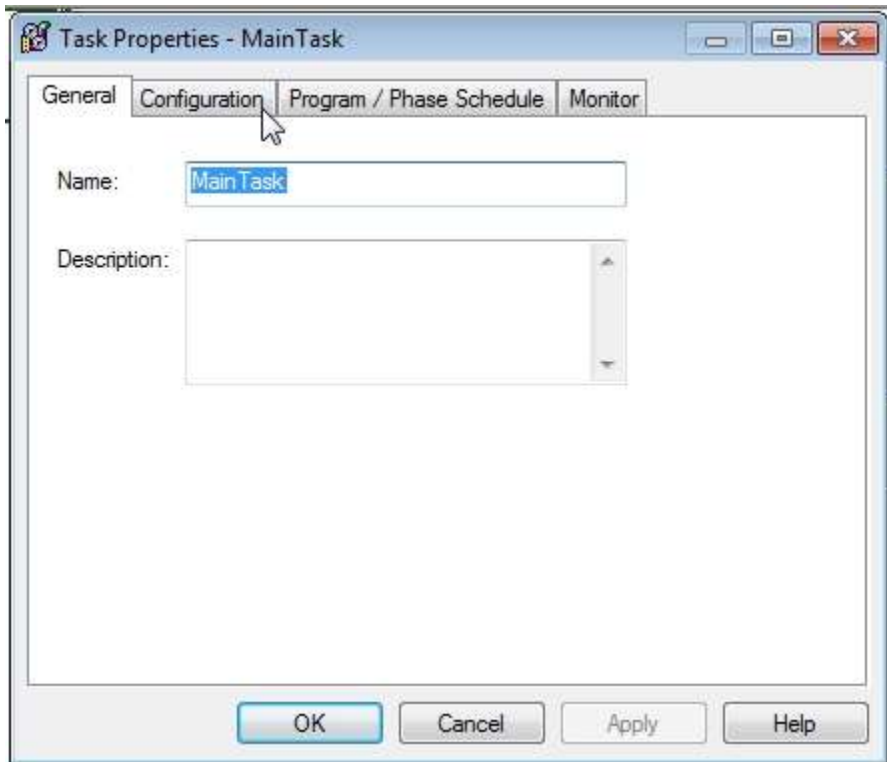 Task Properties - MainTask
General Configuration Program / Phase Schedule Monitor
Name: MainTask
Description:
OK Cancel Apply Help